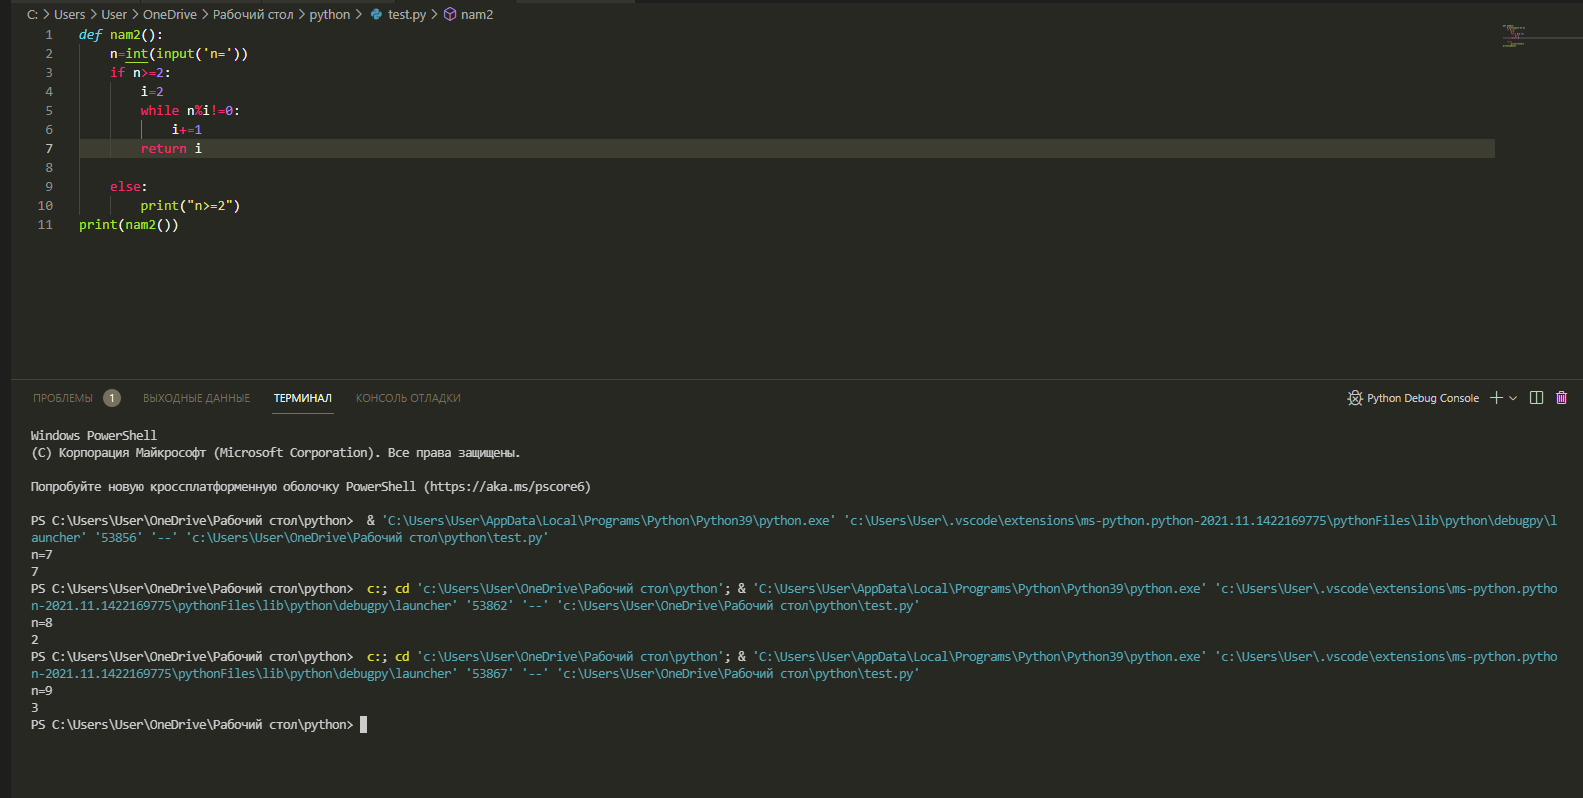 C: > Users > User > OneDrive > Рабочий стол > python > test.py > nam2
1 def nam2():
2 n=int(input('n='))
3 if n>=2:
4 i=2
5 while n%i!=0:
6 i+=1
7 return i
8
9 else:
10 print("n>=2")
11 print(nam2())
ПРОБЛЕМЫ 1 ВЫХОДНЫЕ ДАННЫЕ ТЕРМИНАЛ КОНСОЛЬ ОТЛАДКИ Python Debug Console
Windows PowerShell
(C) Корпорация Майкрософт (Microsoft Corporation). Все права защищены.
Попробуйте новую кроссплатформенную оболочку PowerShell (https://aka.ms/pscore6)
PS C:\Users\User\OneDrive\Рабочий стол\python>  & 'C:\Users\User\AppData\Local\Programs\Python\Python39\python.exe' 'c:\Users\User\.vscode\extensions\ms-python.python-2021.11.1422169775\pythonFiles\lib\python\debugpy\l
auncher' '53856' '--' 'c:\Users\User\OneDrive\Рабочий стол\python\test.py'
n=7
7
PS C:\Users\User\OneDrive\Рабочий стол\python>  c:; cd 'c:\Users\User\OneDrive\Рабочий стол\python'; & 'C:\Users\User\AppData\Local\Programs\Python\Python39\python.exe' 'c:\Users\User\.vscode\extensions\ms-python.pytho
n-2021.11.1422169775\pythonFiles\lib\python\debugpy\launcher' '53862' '--' 'c:\Users\User\OneDrive\Рабочий стол\python\test.py'
n=8
2
PS C:\Users\User\OneDrive\Рабочий стол\python>  c:; cd 'c:\Users\User\OneDrive\Рабочий стол\python'; & 'C:\Users\User\AppData\Local\Programs\Python\Python39\python.exe' 'c:\Users\User\.vscode\extensions\ms-python.pytho
n-2021.11.1422169775\pythonFiles\lib\python\debugpy\launcher' '53867' '--' 'c:\Users\User\OneDrive\Рабочий стол\python\test.py'
n=9
3
PS C:\Users\User\OneDrive\Рабочий стол\python>